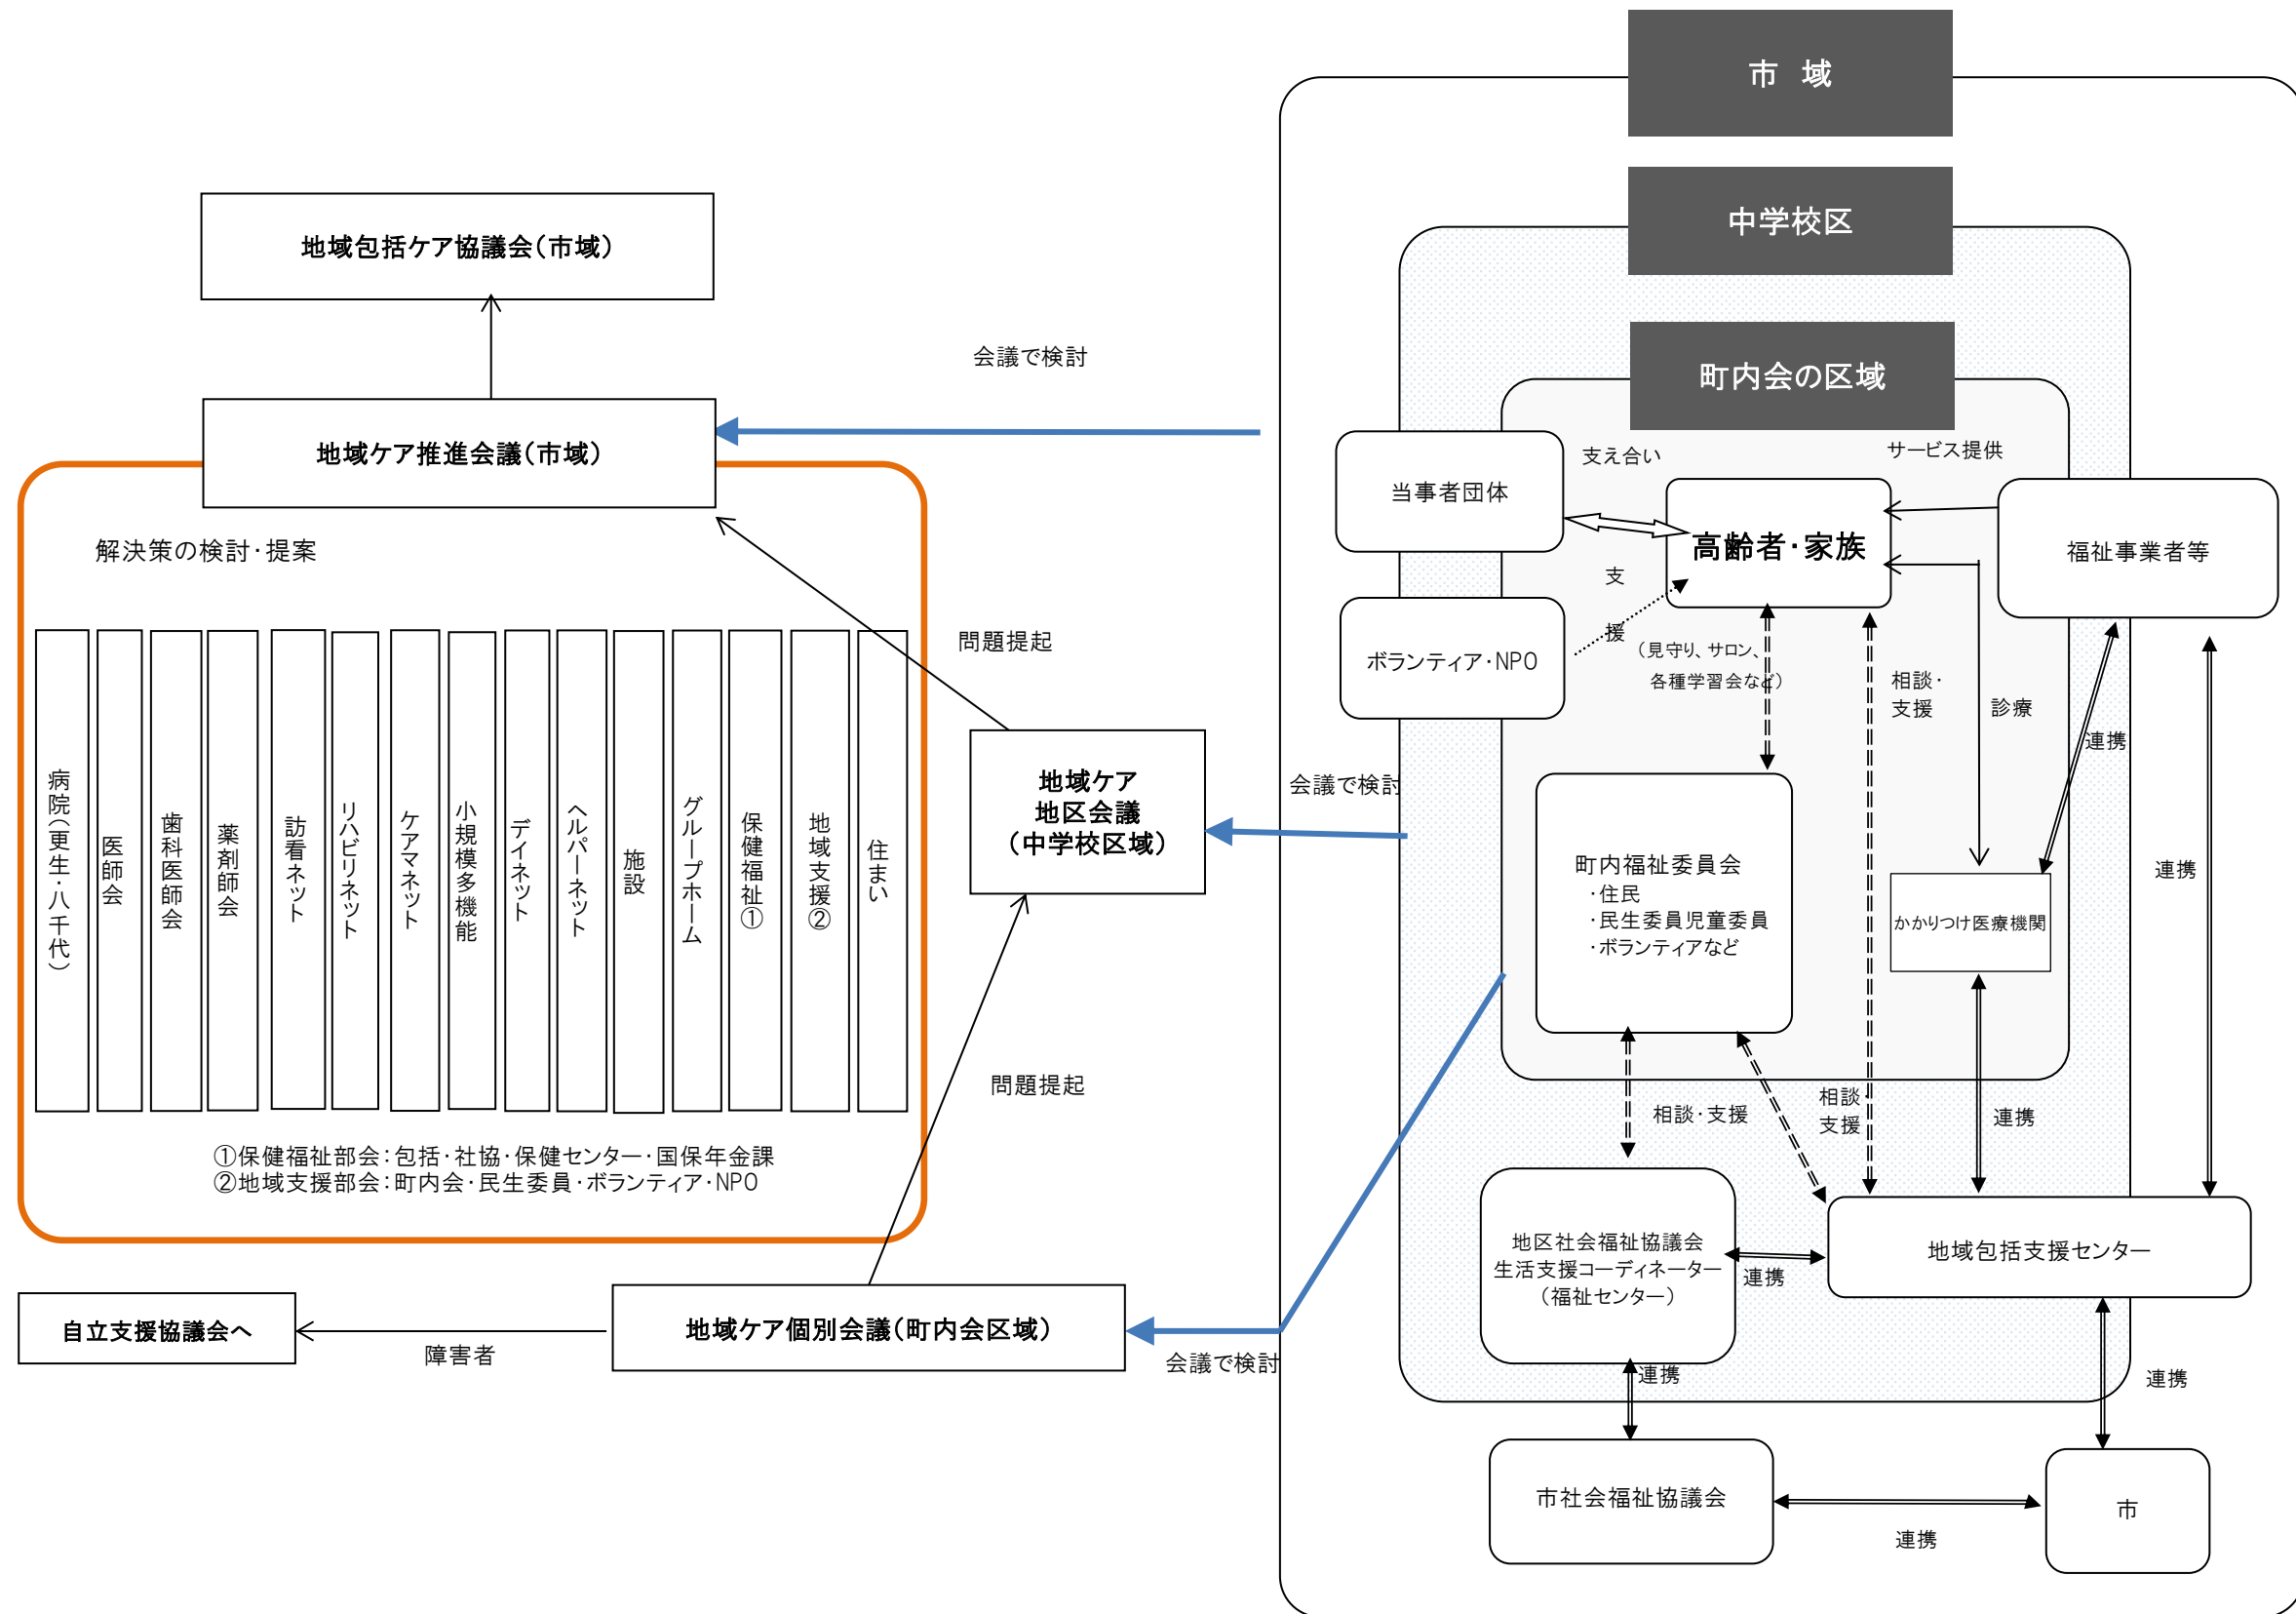 市　域
中学校区
町内会の区域
地域包括ケア協議会（市域）
会議で検討
地域ケア推進会議（市域）
解決策の検討・提案
問題提起
病院（更生・八千代）
医師会
歯科医師会
薬剤師会
訪看ネット
リハビリネット
ケアマネット
小規模多機能
デイネット
ヘルパーネット
施設
グループホーム
保健福祉①
地域支援②
住まい
①保健福祉部会：包括・社協・保健センター・国保年金課
②地域支援部会：町内会・民生委員・ボランティア・NPO
地域ケア
地区会議
（中学校区域）
会議で検討
問題提起
地域ケア個別会議（町内会区域）
会議で検討
障害者
自立支援協議会へ
当事者団体
支え合い
サービス提供
高齢者・家族
福祉事業者等
支
援
ボランティア・NPO
（見守り、サロン、
各種学習会など）
相談・
支援
診療
連携
連携
町内福祉委員会
・住民
・民生委員児童委員
・ボランティアなど
かかりつけ医療機関
相談・支援
相談・
支援
連携
地区社会福祉協議会
生活支援コーディネーター
（福祉センター）
連携
地域包括支援センター
連携
連携
市社会福祉協議会
連携
市